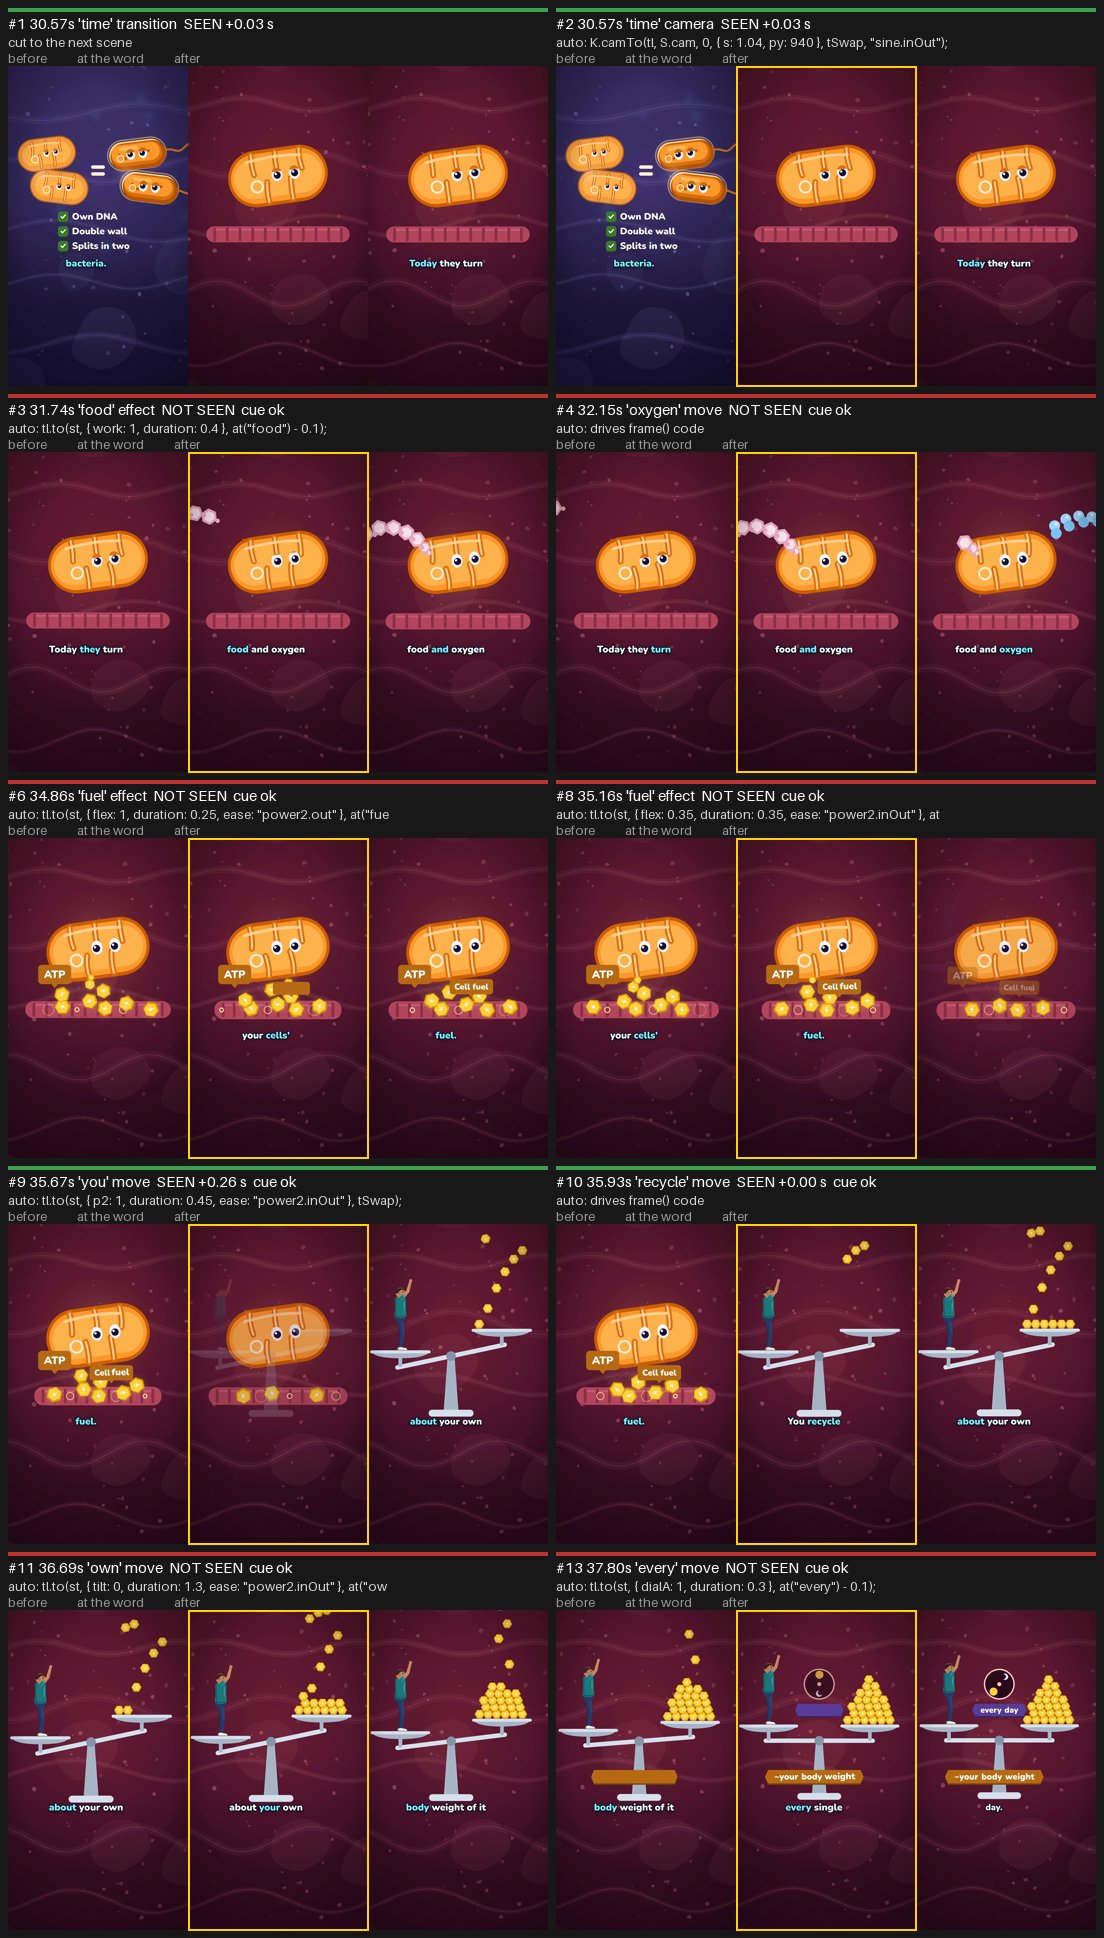 #1 30.57s 'time' transition  SEEN +0.03 s
cut to the next scene
before at the word after
Own DNA
Double wall
Splits in two
bacteria.
Today they turn
#2 30.57s 'time' camera  SEEN +0.03 s
auto: K.camTo(tl, S.cam, 0, { s: 1.04, py: 940 }, tSwap, "sine.inOut");
before at the word after
Own DNA
Double wall
Splits in two
bacteria.
Today they turn
#3 31.74s 'food' effect  NOT SEEN  cue ok
auto: tl.to(st, { work: 1, duration: 0.4 }, at("food") - 0.1);
before at the word after
Today they turn
food and oxygen
food and oxygen
#4 32.15s 'oxygen' move  NOT SEEN  cue ok
auto: drives frame() code
before at the word after
Today they turn
food and oxygen
food and oxygen
#6 34.86s 'fuel' effect  NOT SEEN  cue ok
auto: tl.to(st, { flex: 1, duration: 0.25, ease: "power2.out" }, at("fue
before at the word after
ATP
ATP
your cells'
ATP
Cell fuel
fuel.
#8 35.16s 'fuel' effect  NOT SEEN  cue ok
auto: tl.to(st, { flex: 0.35, duration: 0.35, ease: "power2.inOut" }, at
before at the word after
ATP
your cells'
ATP
Cell fuel
fuel.
ATP
Cell fuel
#9 35.67s 'you' move  SEEN +0.26 s  cue ok
auto: tl.to(st, { p2: 1, duration: 0.45, ease: "power2.inOut" }, tSwap);
before at the word after
ATP
Cell fuel
fuel.
about your own
#10 35.93s 'recycle' move  SEEN +0.00 s  cue ok
auto: drives frame() code
before at the word after
ATP
Cell fuel
fuel.
You recycle
about your own
#11 36.69s 'own' move  NOT SEEN  cue ok
auto: tl.to(st, { tilt: 0, duration: 1.3, ease: "power2.inOut" }, at("ow
before at the word after
about your own
about your own
body weight of it
#13 37.80s 'every' move  NOT SEEN  cue ok
auto: tl.to(st, { dialA: 1, duration: 0.3 }, at("every") - 0.1);
before at the word after
body weight of it
~your body weight
every single
every day
~your body weight
day.